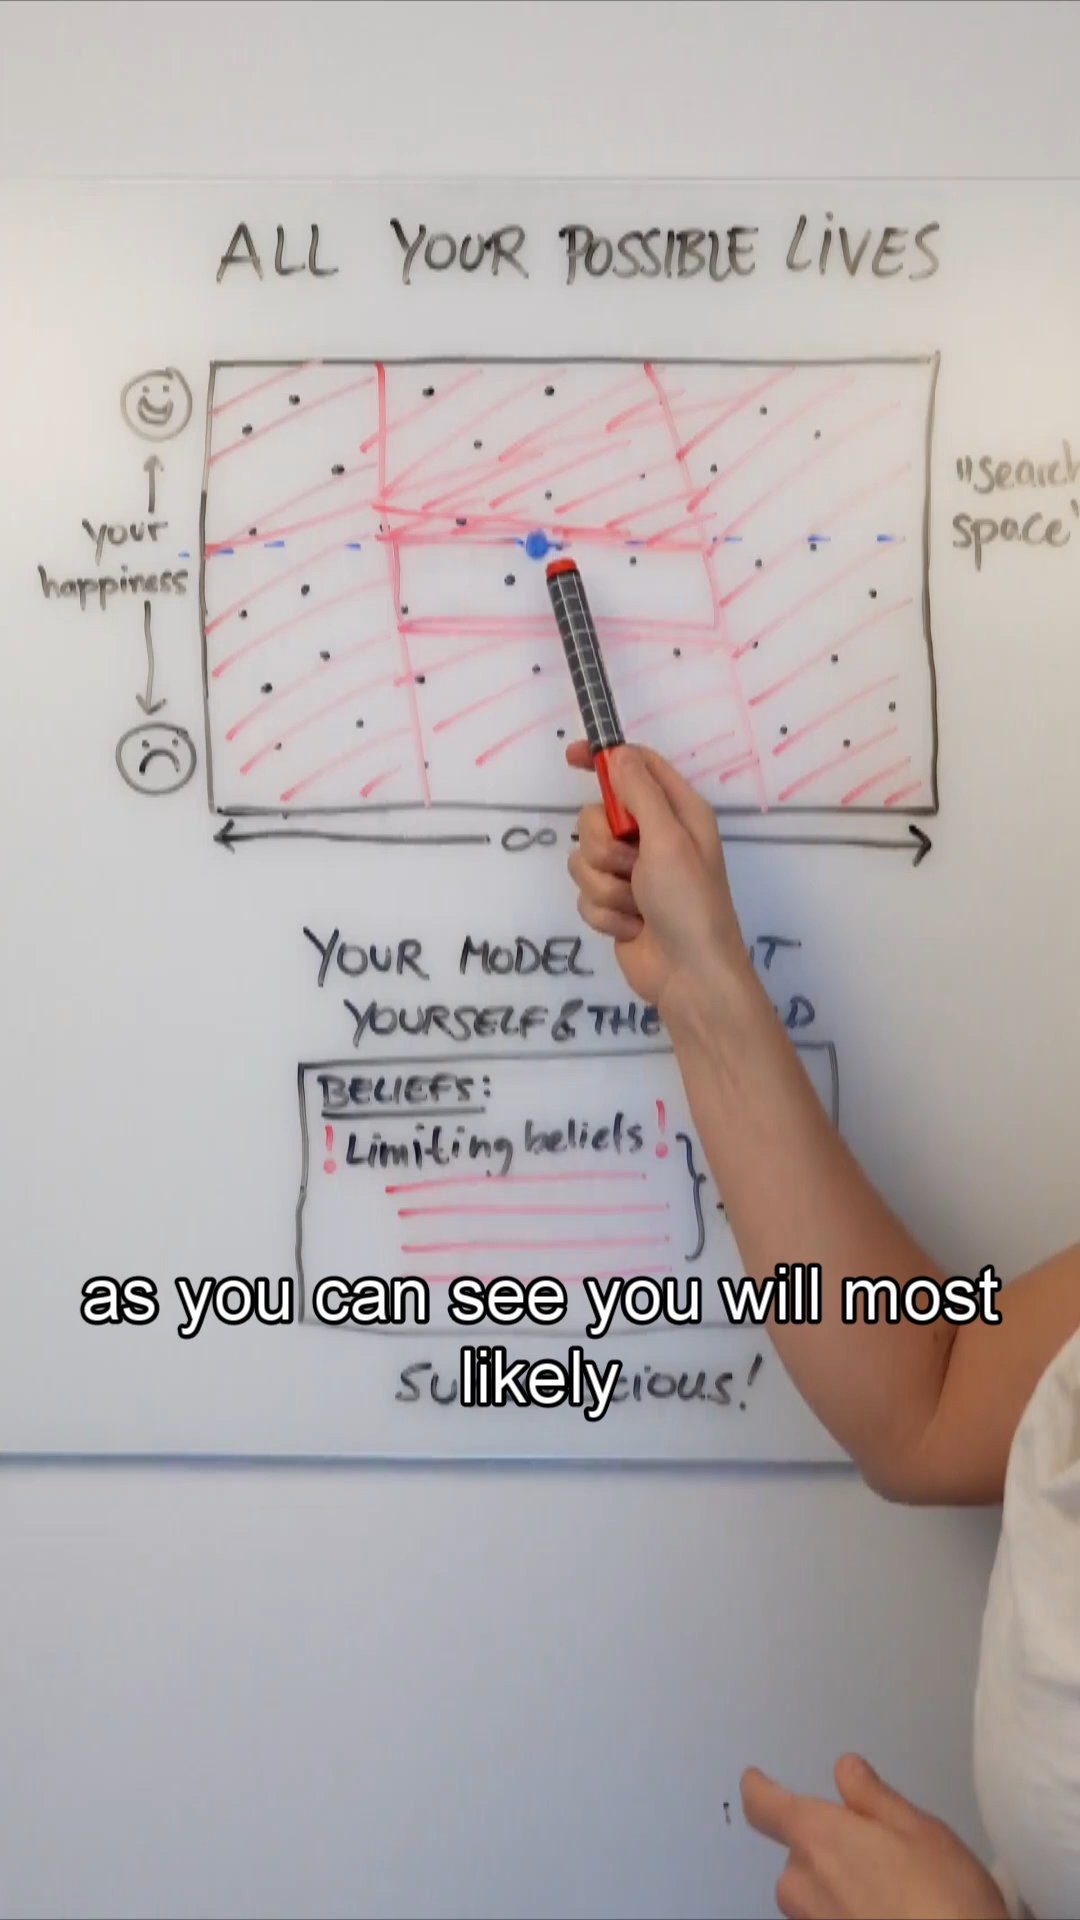 ALL YOUR POSSIBLE LIVES
your
happiness
"search
space"
∞
YOUR MODEL
YOURSELF & THE
BELIEFS:
! Limiting beliefs !
as you can see you will most
likely